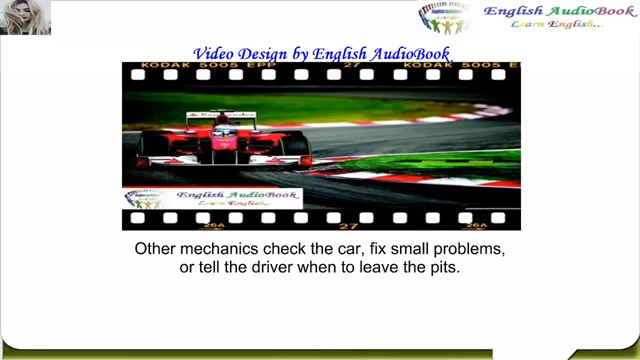 English AudioBook
Learn English...
Video Design by English AudioBook
KODAK 5005 EPP 27 KODAK 5005 E
Santander
English AudioBook
Learn English...
26A 27 26A
Other mechanics check the car, fix small problems,
or tell the driver when to leave the pits.